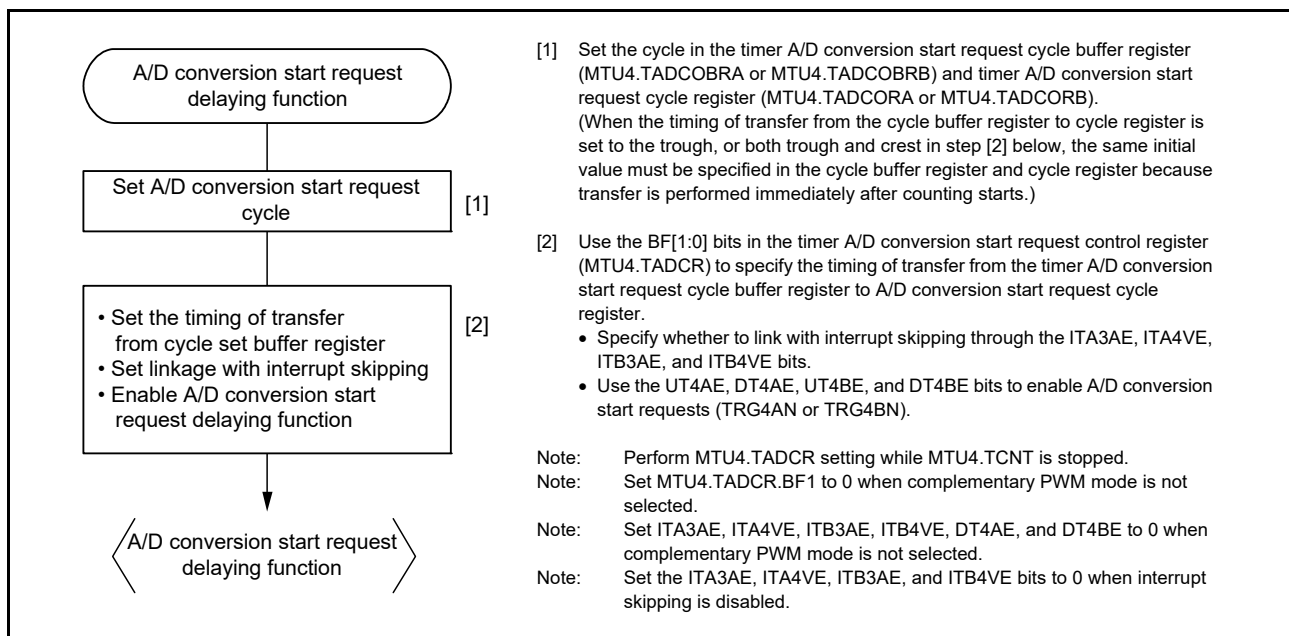 A/D conversion start request
delaying function
Set A/D conversion start request
cycle
[1]
• Set the timing of transfer
from cycle set buffer register
• Set linkage with interrupt skipping
• Enable A/D conversion start
request delaying function
[2]
A/D conversion start request
delaying function
[1] Set the cycle in the timer A/D conversion start request cycle buffer register
(MTU4.TADCOBRA or MTU4.TADCOBRB) and timer A/D conversion start
request cycle register (MTU4.TADCORA or MTU4.TADCORB).
(When the timing of transfer from the cycle buffer register to cycle register is
set to the trough, or both trough and crest in step [2] below, the same initial
value must be specified in the cycle buffer register and cycle register because
transfer is performed immediately after counting starts.)
[2] Use the BF[1:0] bits in the timer A/D conversion start request control register
(MTU4.TADCR) to specify the timing of transfer from the timer A/D conversion
start request cycle buffer register to A/D conversion start request cycle
register.
• Specify whether to link with interrupt skipping through the ITA3AE, ITA4VE,
ITB3AE, and ITB4VE bits.
• Use the UT4AE, DT4AE, UT4BE, and DT4BE bits to enable A/D conversion
start requests (TRG4AN or TRG4BN).
Note: Perform MTU4.TADCR setting while MTU4.TCNT is stopped.
Note: Set MTU4.TADCR.BF1 to 0 when complementary PWM mode is not
selected.
Note: Set ITA3AE, ITA4VE, ITB3AE, ITB4VE, DT4AE, and DT4BE to 0 when
complementary PWM mode is not selected.
Note: Set the ITA3AE, ITA4VE, ITB3AE, and ITB4VE bits to 0 when interrupt
skipping is disabled.